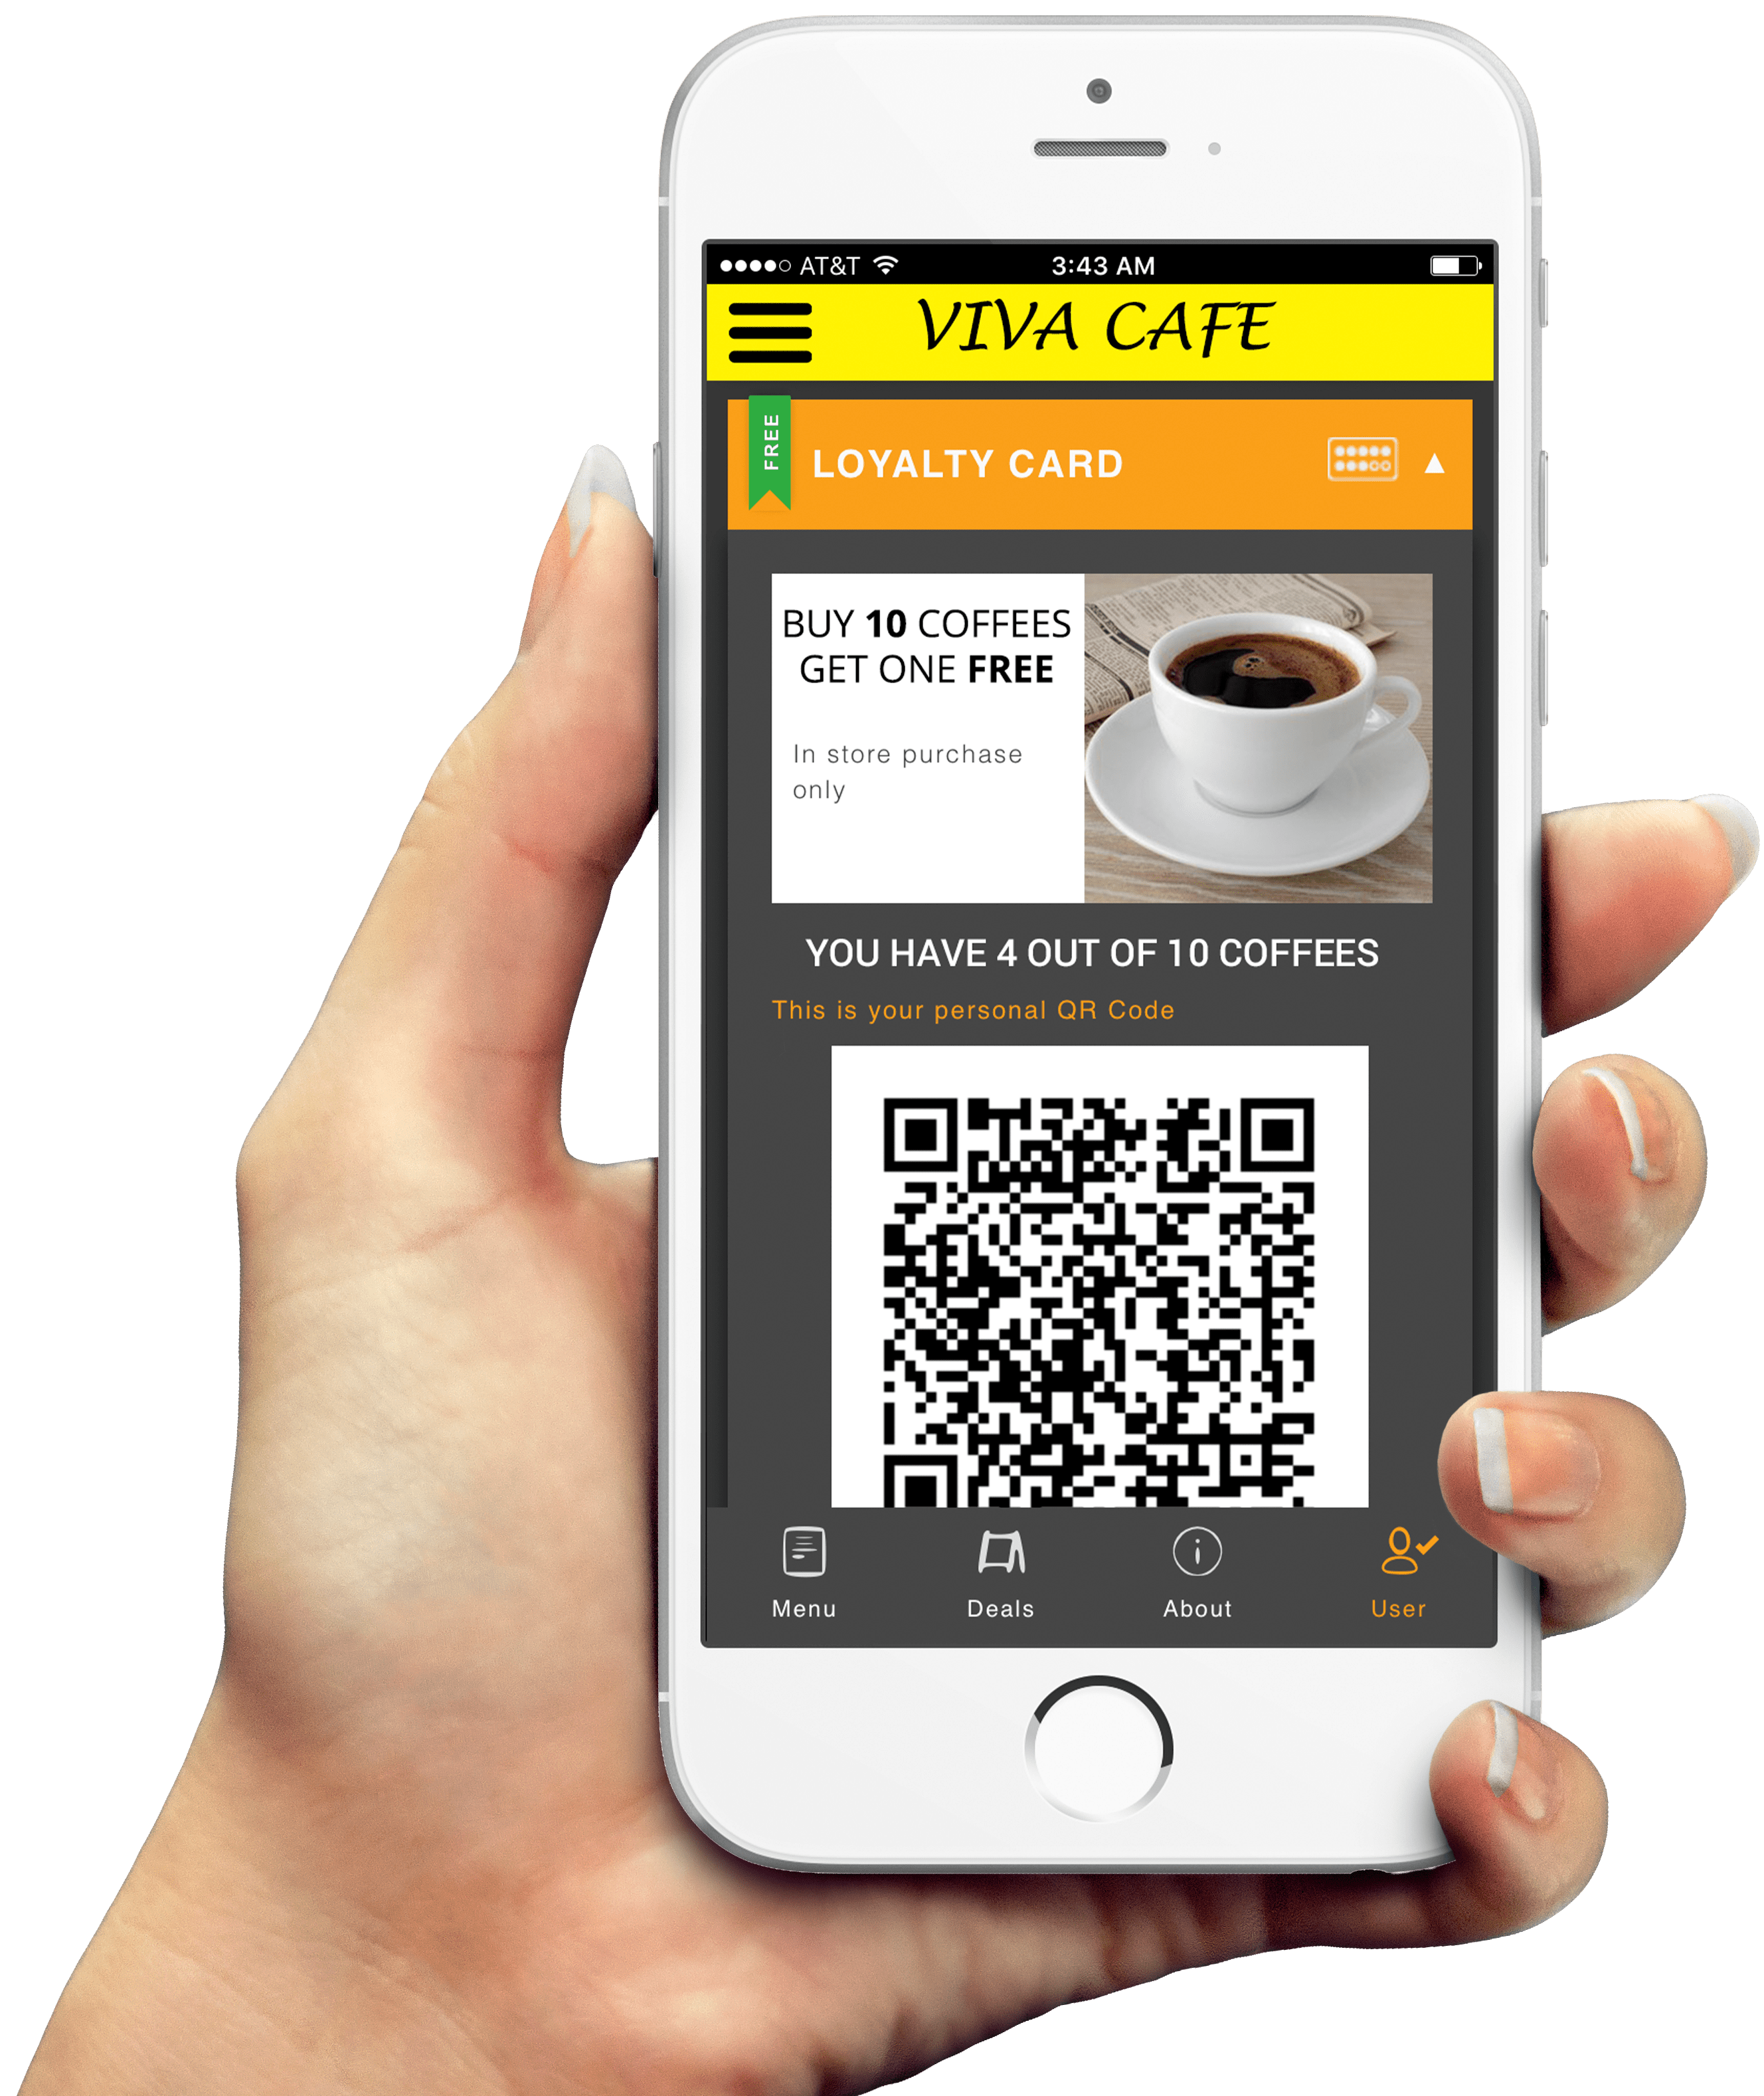 AT&T 3:43 AM
VIVA CAFE
FREE
LOYALTY CARD
BUY 10 COFFEES
GET ONE FREE
In store purchase
only
YOU HAVE 4 OUT OF 10 COFFEES
This is your personal QR Code
Menu Deals About User